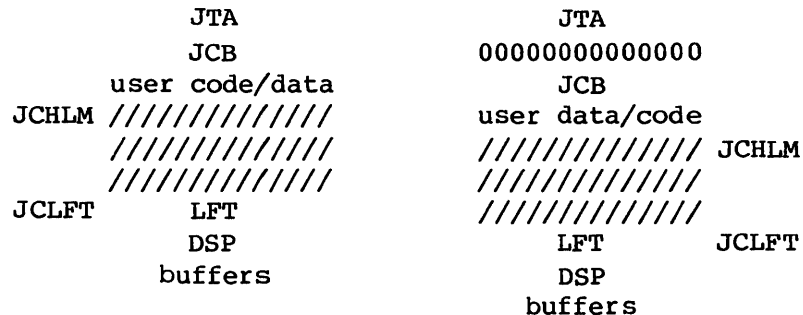 JTA
JCB
user code/data
JCHLM //////////////
//////////////
//////////////
JCLFT LFT
DSP
buffers
JTA
00000000000000
JCB
user data/code
////////////// JCHLM
//////////////
//////////////
LFT JCLFT
DSP
buffers